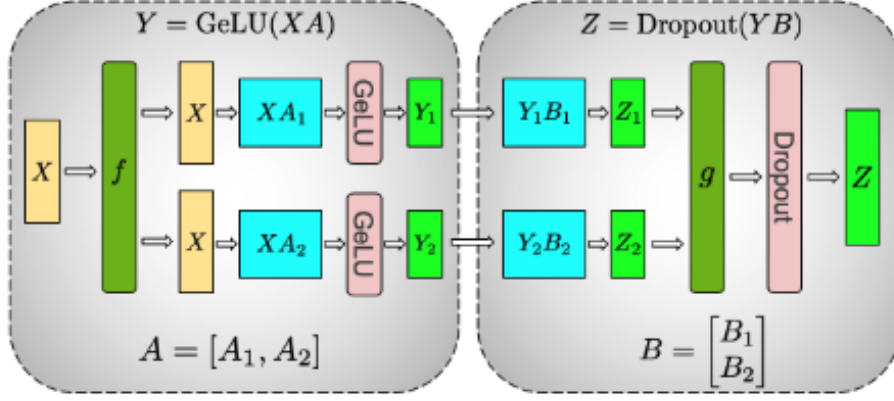 Y = GeLU(XA)
Z = Dropout(YB)
X
f
X
XA₁
GeLU
Y₁
Y₁B₁
Z₁
g
Dropout
Z
X
XA₂
GeLU
Y₂
Y₂B₂
Z₂
A = [A₁, A₂]
B = [B₁
B₂]